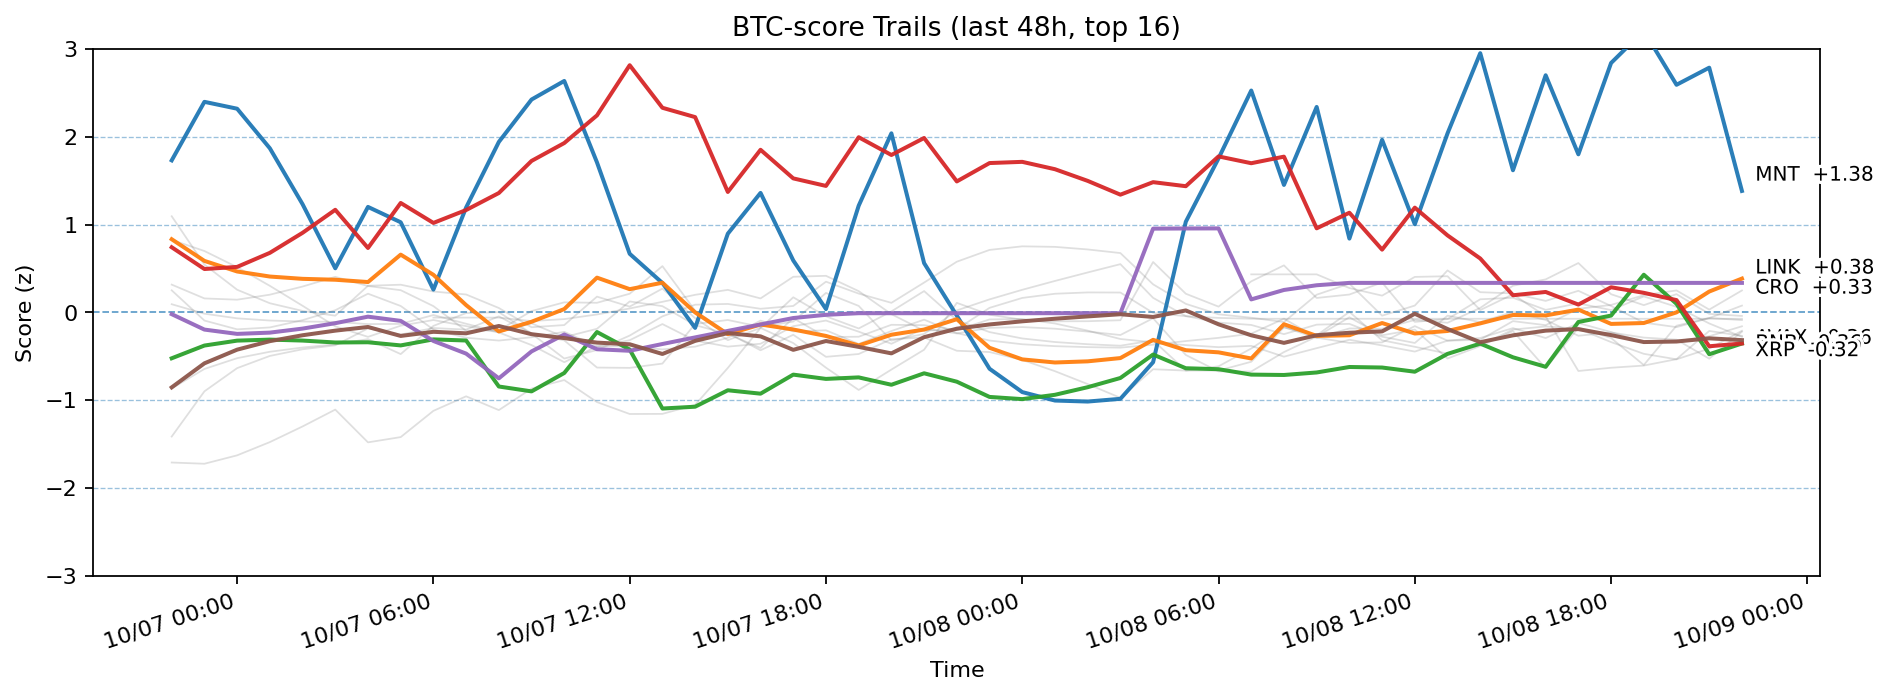 BTC-score Trails (last 48h, top 16)
3
2
1
0
−1
−2
−3
Score (z)
MNT +1.38
LINK +0.38
CRO +0.33
XRP -0.32
10/07 00:00
10/07 06:00
10/07 12:00
10/07 18:00
10/08 00:00
10/08 06:00
10/08 12:00
10/08 18:00
10/09 00:00
Time